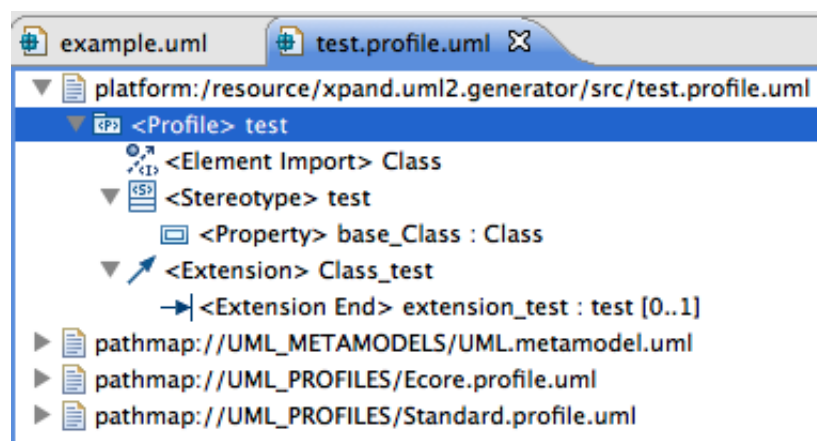 example.uml test.profile.uml
platform:/resource/xpand.uml2.generator/src/test.profile.uml
<Profile> test
<Element Import> Class
<Stereotype> test
<Property> base_Class : Class
<Extension> Class_test
<Extension End> extension_test : test [0..1]
pathmap://UML_METAMODELS/UML.metamodel.uml
pathmap://UML_PROFILES/Ecore.profile.uml
pathmap://UML_PROFILES/Standard.profile.uml